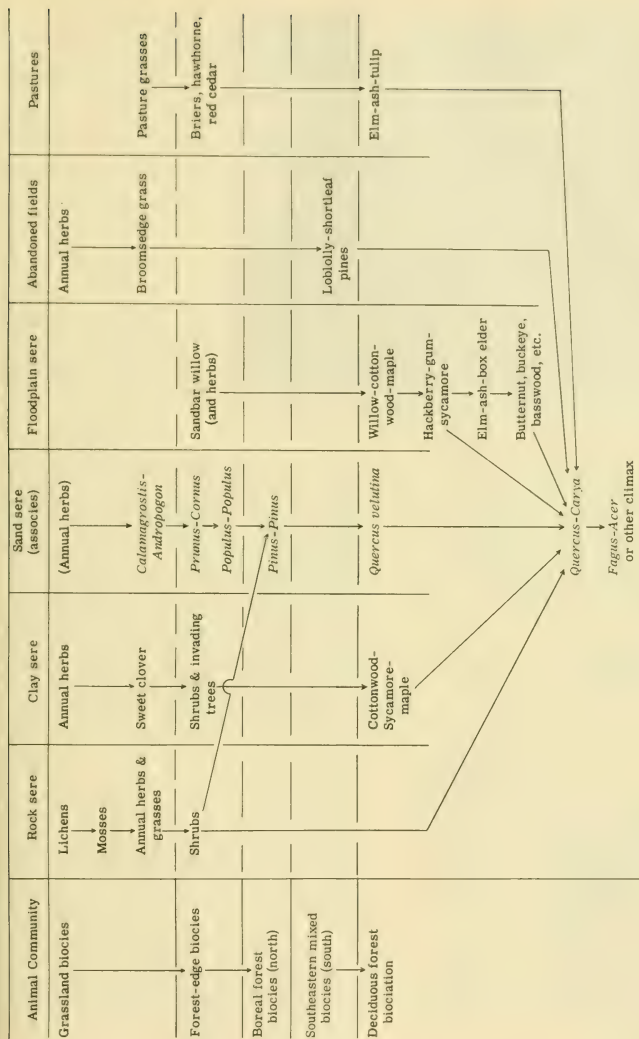 Animal Community
Grassland biocies
Forest-edge biocies
Boreal forest
biocies (north)
Southeastern mixed
biocies (south)
Deciduous forest
biociation
Rock sere
Lichens
Mosses
Annual herbs &
grasses
Shrubs
Clay sere
Annual herbs
Sweet clover
Shrubs & invading
trees
Cottonwood-
Sycamore-
maple
Sand sere
(associes)
(Annual herbs)
Calamagrostis-
Andropogon
Prunus-Cornus
Populus-Populus
Pinus-Pinus
Quercus velutina
Quercus-Carya
Fagus-Acer
or other climax
Floodplain sere
Sandbar willow
(and herbs)
Willow-cotton-
wood-maple
Hackberry-gum-
sycamore
Elm-ash-box elder
Butternut, buckeye,
basswood, etc.
Abandoned fields
Annual herbs
Broomsedge grass
Loblolly-shortleaf
pines
Pastures
Pasture grasses
Briers, hawthorne,
red cedar
Elm-ash-tulip